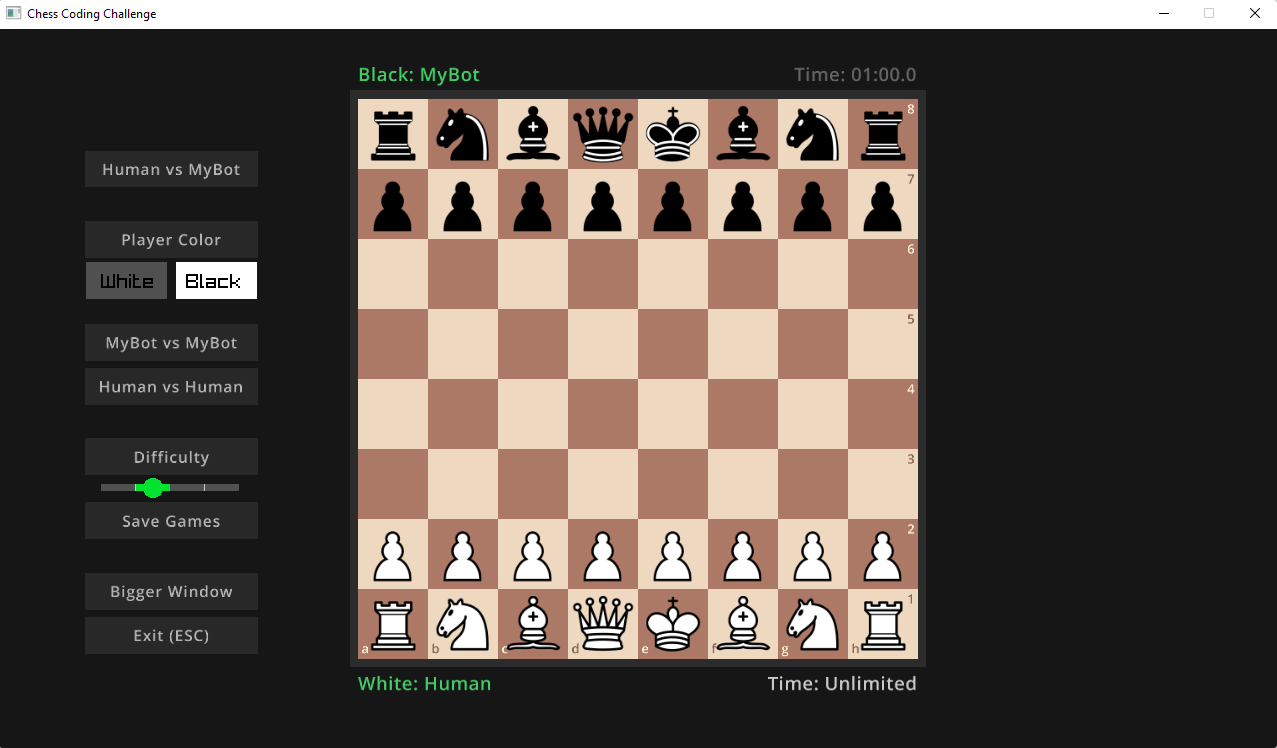 Chess Coding Challenge
Black: MyBot
Time: 01:00.0
Human vs MyBot
Player Color
White
Black
MyBot vs MyBot
Human vs Human
Difficulty
Save Games
Bigger Window
Exit (ESC)
8
7
6
5
4
3
2
1
a b c d e f g h
White: Human
Time: Unlimited